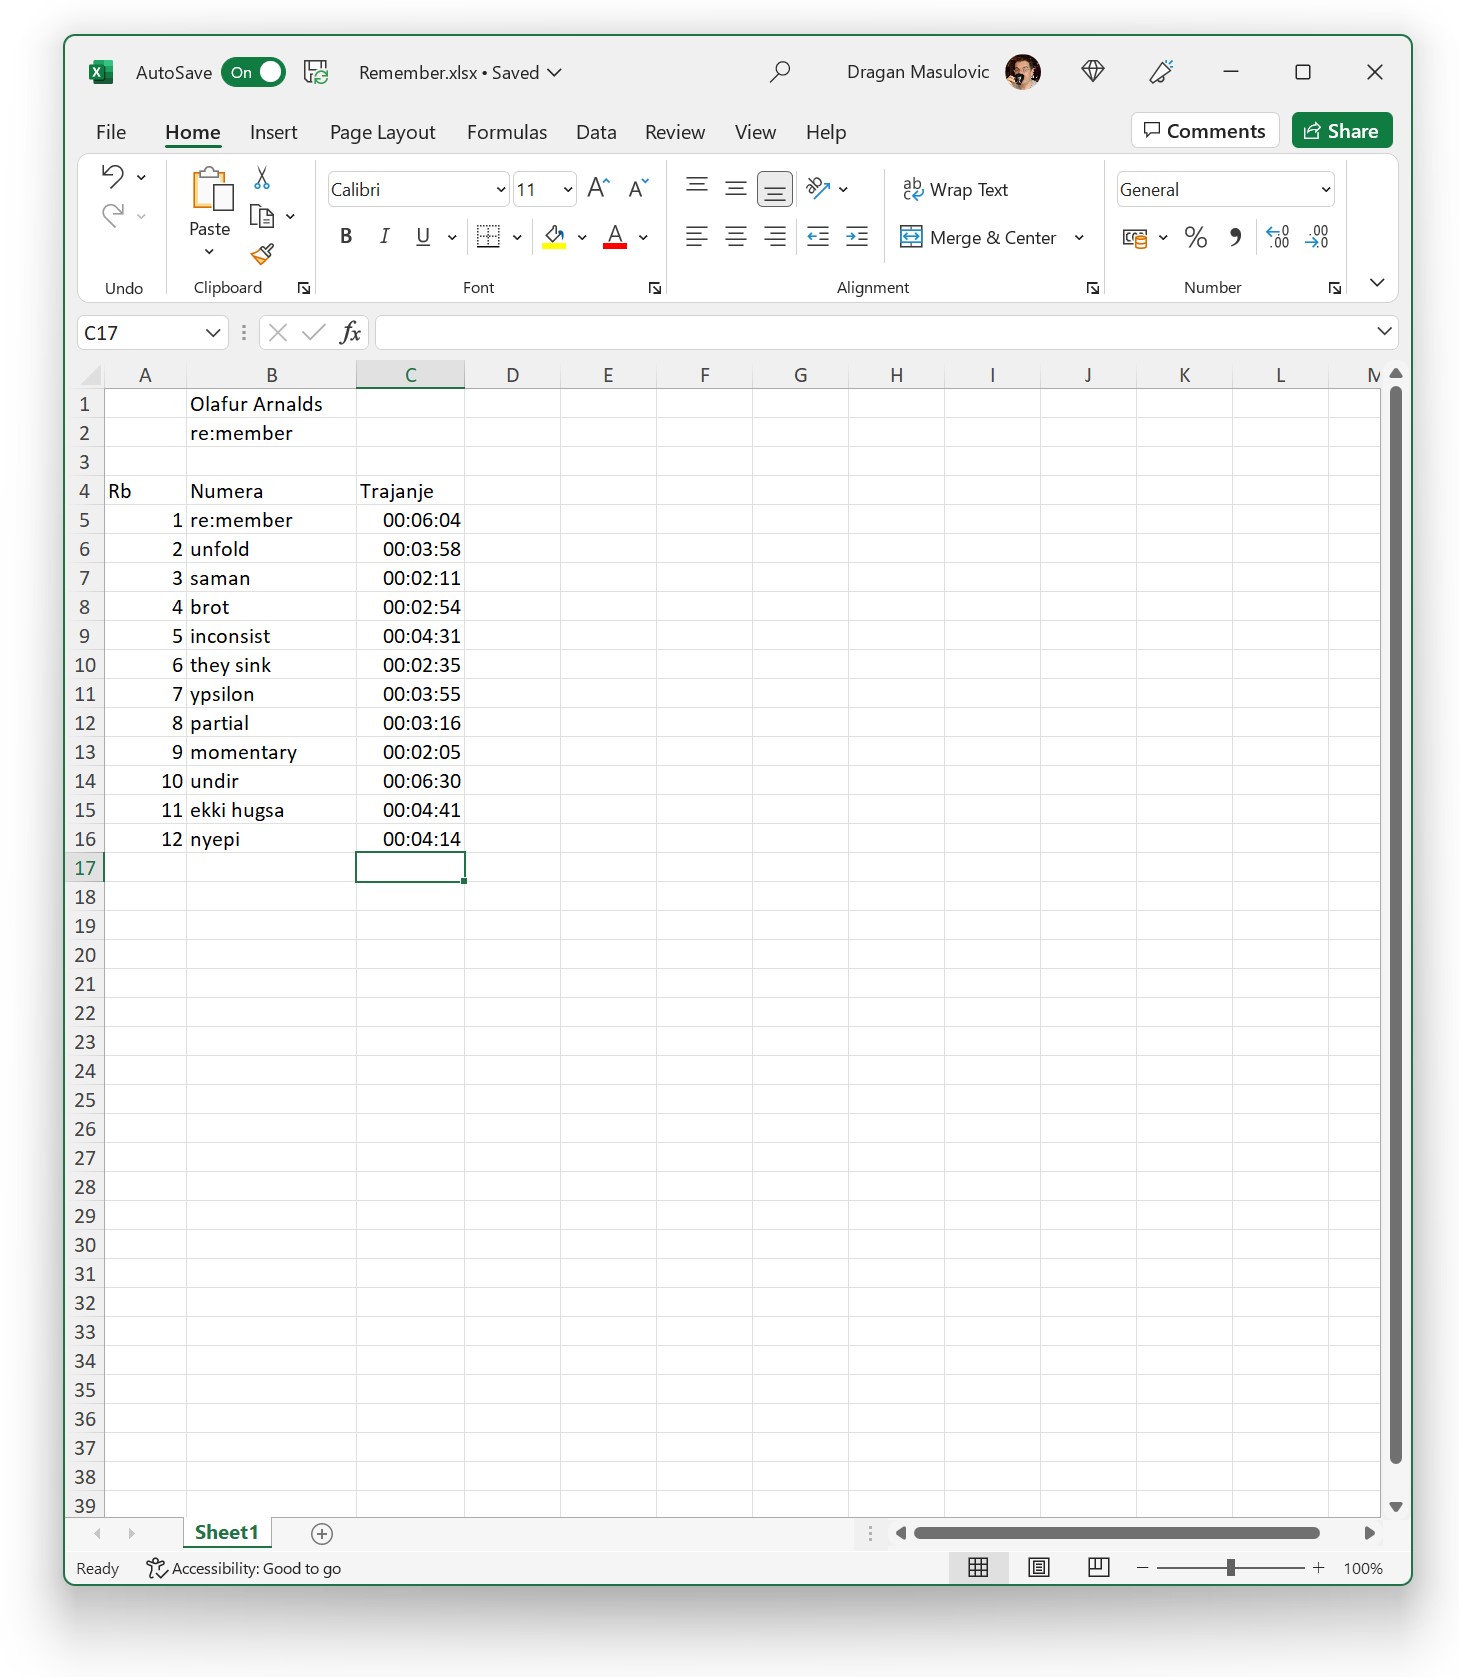 AutoSave On Remember.xlsx • Saved Dragan Masulovic
File Home Insert Page Layout Formulas Data Review View Help Comments Share
Calibri 11 Wrap Text General
Paste
B I U A Merge & Center % .00 .00
Undo Clipboard Font Alignment Number
C17 fx
A B C D E F G H I J K L M
1 Olafur Arnalds
2 re:member
3
4 Rb Numera Trajanje
5 1 re:member 00:06:04
6 2 unfold 00:03:58
7 3 saman 00:02:11
8 4 brot 00:02:54
9 5 inconsist 00:04:31
10 6 they sink 00:02:35
11 7 ypsilon 00:03:55
12 8 partial 00:03:16
13 9 momentary 00:02:05
14 10 undir 00:06:30
15 11 ekki hugsa 00:04:41
16 12 nyepi 00:04:14
17
18
19
20
21
22
23
24
25
26
27
28
29
30
31
32
33
34
35
36
37
38
39
Sheet1
Ready Accessibility: Good to go 100%